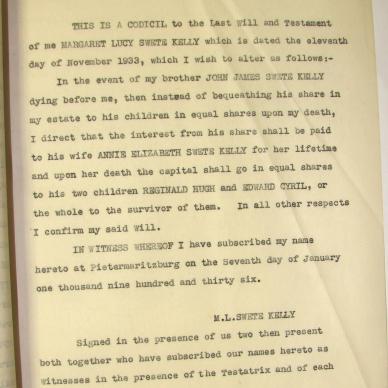 THIS IS A CODICIL to the Last Will and Testament
of me MARGARET LUCY SWETE KELLY which is dated the eleventh
day of November 1933, which I wish to alter as follows:-
In the event of my brother JOHN JAMES SWETE KELLY
dying before me, then instead of bequeathing his share in
my estate to his children in equal shares upon my death,
I direct that the interest from his share shall be paid
to his wife ANNIE ELIZABETH SWETE KELLY for her lifetime
and upon her death the capital shall go in equal shares
to his two children REGINALD HUGH and EDWARD CYRIL, or
the whole to the survivor of them. In all other respects
I confirm my said Will.
IN WITNESS WHEREOF I have subscribed my name
hereto at Pietermaritzburg on the Seventh day of January
one thousand nine hundred and thirty six.
M.L.SWETE KELLY
Signed in the presence of us two then present
both together who have subscribed our names hereto as
witnesses in the presence of the Testatrix and of each